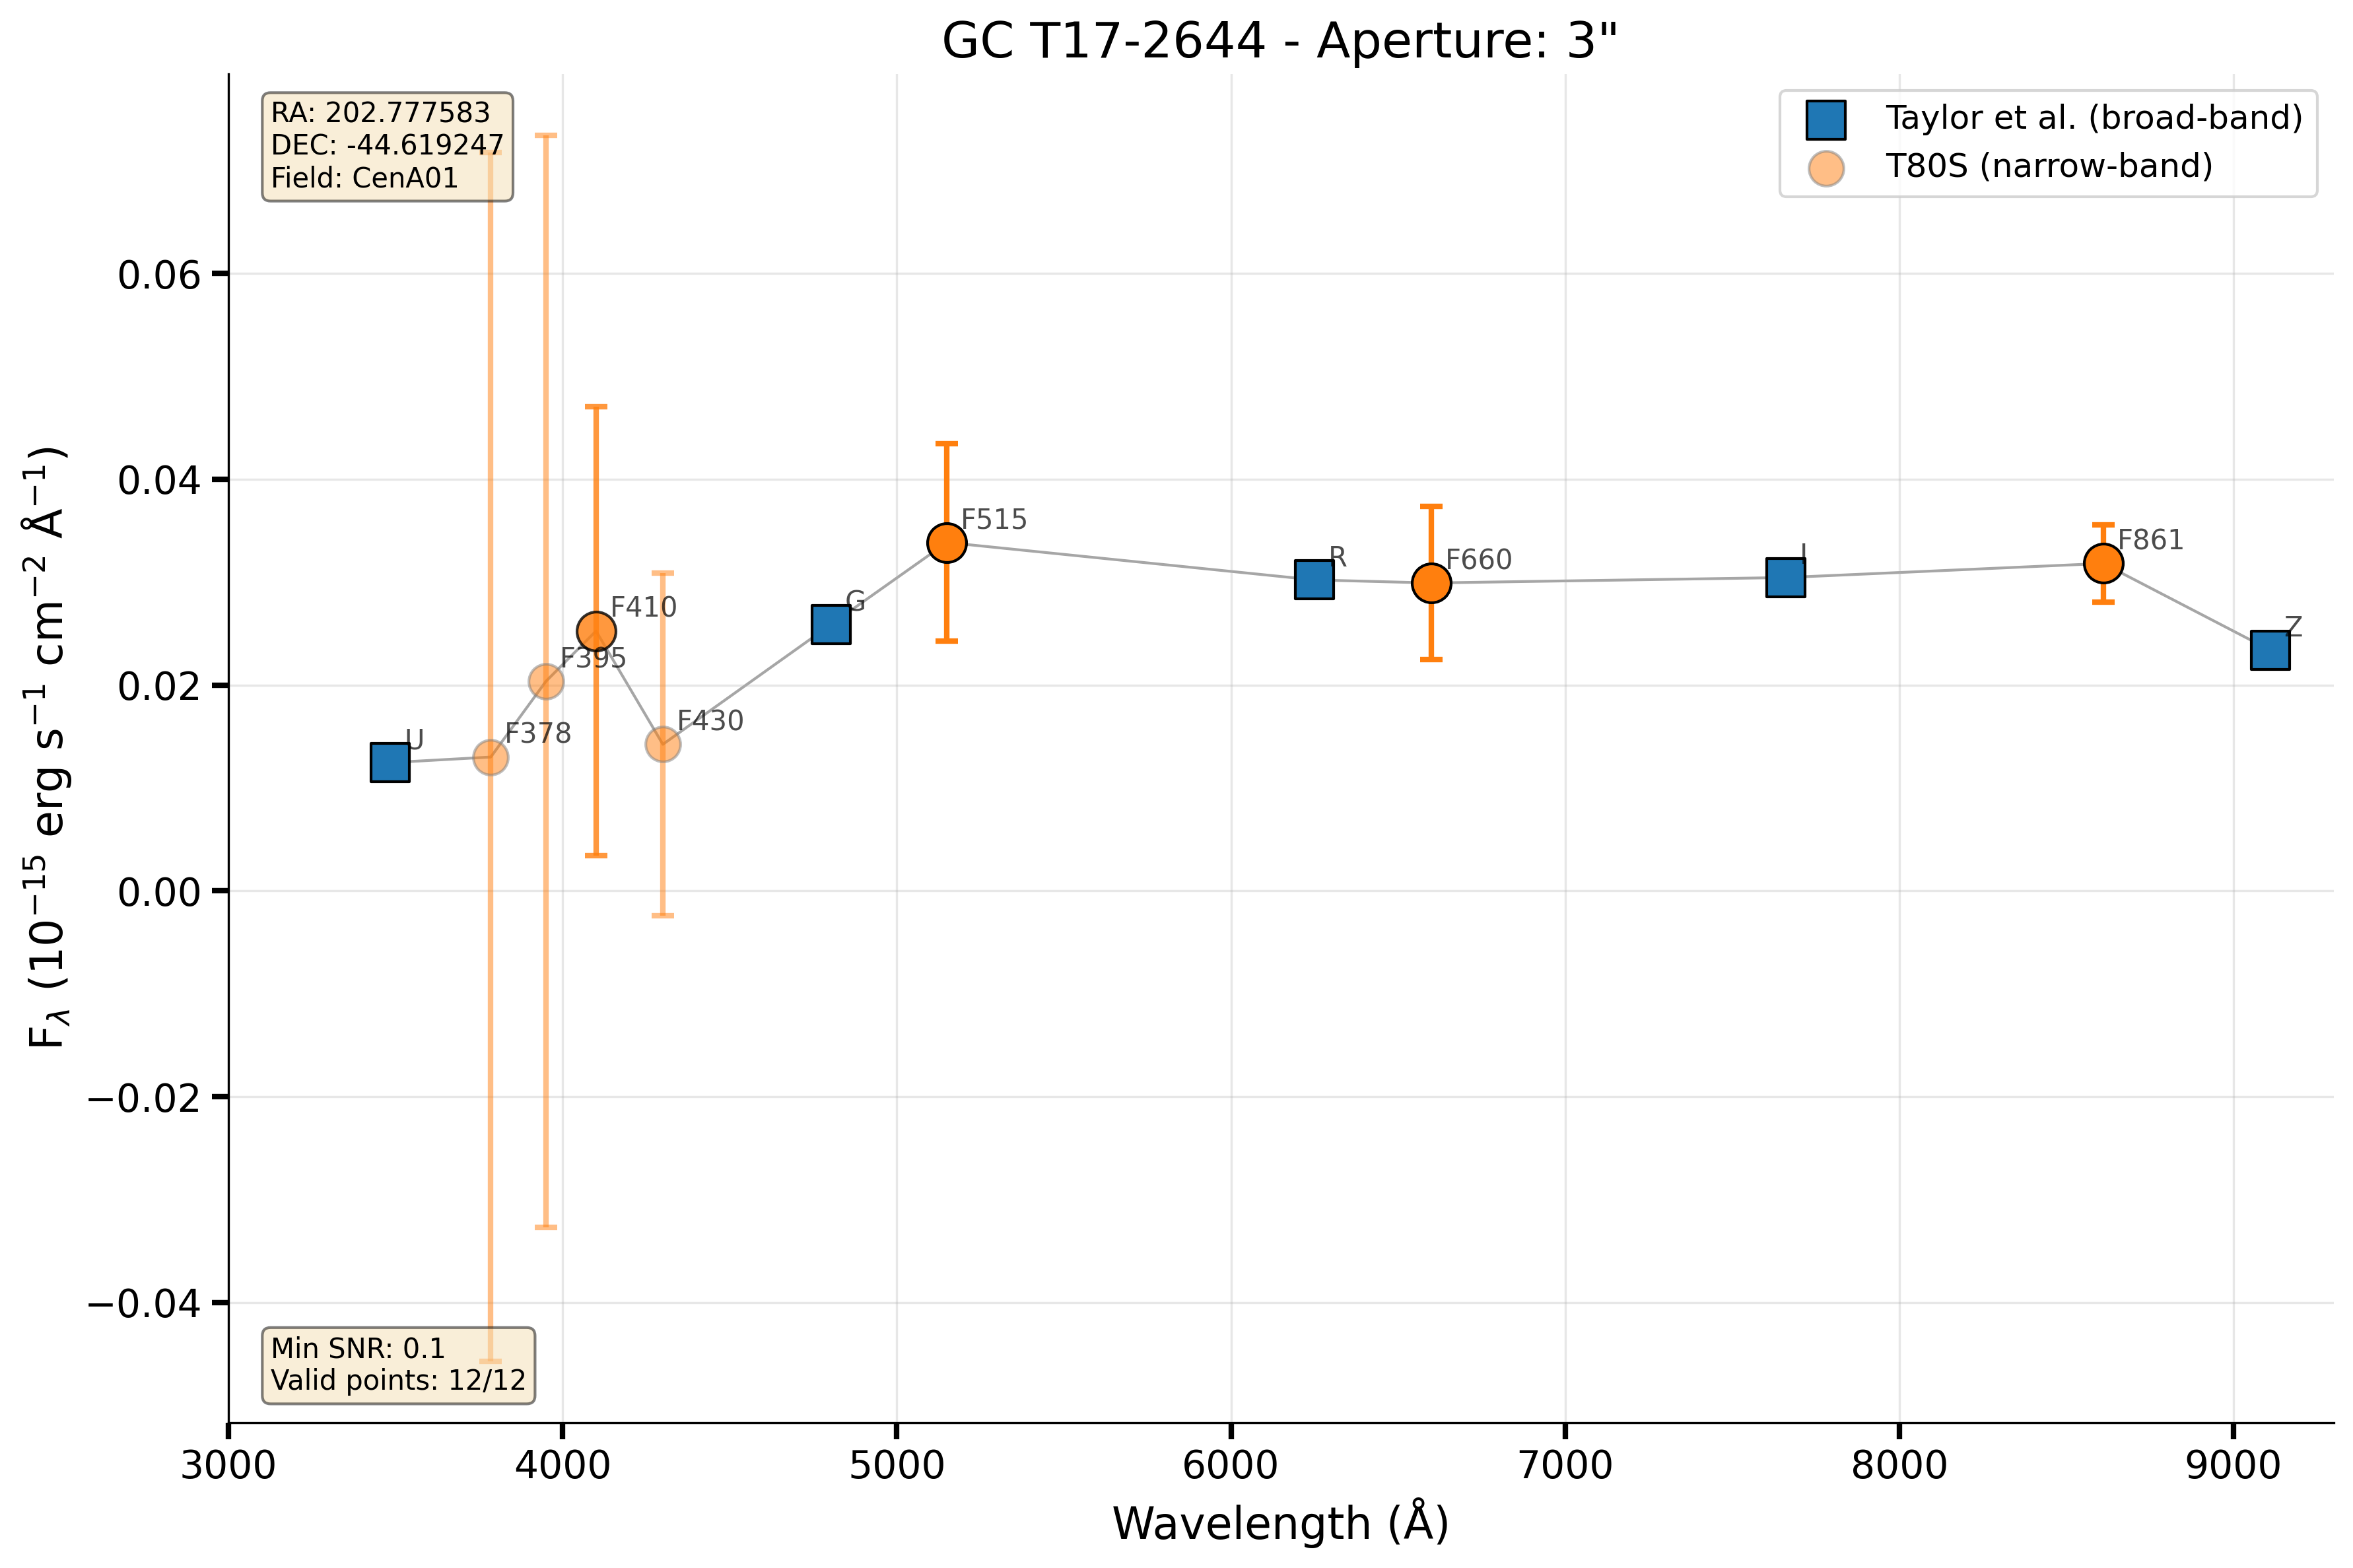 GC T17-2644 - Aperture: 3"
RA: 202.777583
DEC: -44.619247
Field: CenA01
Taylor et al. (broad-band)
T80S (narrow-band)
F_λ (10⁻¹⁵ erg s⁻¹ cm⁻² Å⁻¹)
0.06
0.04
0.02
0.00
−0.02
−0.04
U
F378
F395
F410
F430
G
F515
R
F660
I
F861
Z
Min SNR: 0.1
Valid points: 12/12
3000
4000
5000
6000
7000
8000
9000
Wavelength (Å)